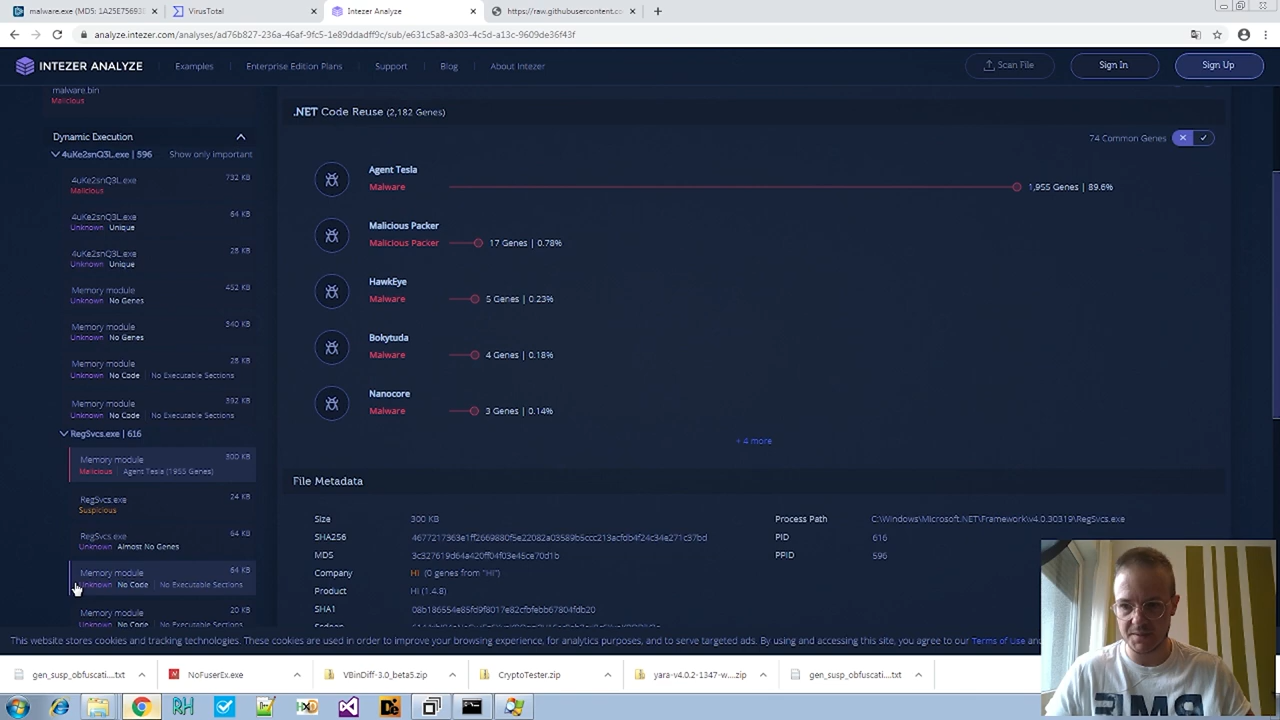 malware.exe (MD5: 1A25E75693
VirusTotal
Intezer Analyze
https://raw.githubusercontent.co
analyze.intezer.com/analyses/ad76b827-236a-46af-9fc5-1e89ddadff9c/sub/e631c5a8-a303-4c5d-a13c-9609de36f43f
INTEZER ANALYZE
Examples
Enterprise Edition Plans
Support
Blog
About Intezer
Scan File
Sign In
Sign Up
malware.bin
Malicious
Dynamic Execution
4uKe2snQ3L.exe | 596
Show only important
4uKe2snQ3L.exe
732 KB
Malicious
4uKe2snQ3L.exe
64 KB
Unknown Unique
4uKe2snQ3L.exe
28 KB
Unknown Unique
Memory module
452 KB
Unknown No Genes
Memory module
340 KB
Unknown No Genes
Memory module
28 KB
Unknown No Code | No Executable Sections
Memory module
392 KB
Unknown No Code | No Executable Sections
RegSvcs.exe | 616
Memory module
300 KB
Malicious | Agent Tesla (1955 Genes)
RegSvcs.exe
24 KB
Suspicious
RegSvcs.exe
64 KB
Unknown Almost No Genes
Memory module
64 KB
Unknown No Code | No Executable Sections
Memory module
20 KB
Unknown No Code | No Executable Sections
.NET Code Reuse (2,182 Genes)
74 Common Genes
Agent Tesla
Malware
1,955 Genes | 89.6%
Malicious Packer
Malicious Packer
17 Genes | 0.78%
HawkEye
Malware
5 Genes | 0.23%
Bokytuda
Malware
4 Genes | 0.18%
Nanocore
Malware
3 Genes | 0.14%
+ 4 more
File Metadata
Size
300 KB
Process Path
C:\Windows\Microsoft.NET\Framework\v4.0.30319\RegSvcs.exe
SHA256
4677217363e1ff2669880f5e22082a03589b5ccc213acfdb4f24c34e271c37bd
PID
616
MD5
3c327619d64a420ff04f03e45ce70d1b
PPID
596
Company
HI (0 genes from "HI")
Product
HI (1.4.8)
SHA1
08b186554e85fd9f8017e82cfbfebb67804fdb20
This website stores cookies and tracking technologies. These cookies are used in order to improve your browsing experience, for analytics purposes, and to serve targeted ads. By using and accessing this site, you agree to our Terms of Use and
gen_susp_obfuscati....txt
NoFuserEx.exe
VBinDiff-3.0_beta5.zip
CryptoTester.zip
yara-v4.0.2-1347-w....zip
gen_susp_obfuscati....txt